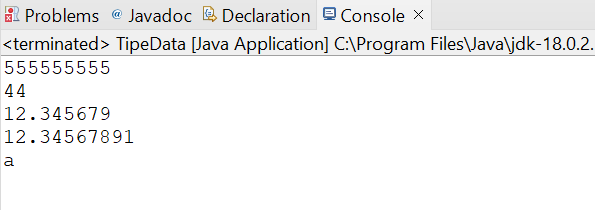 Problems @ Javadoc Declaration Console
<terminated> TipeData [Java Application] C:\Program Files\Java\jdk-18.0.2.
555555555
44
12.345679
12.34567891
a